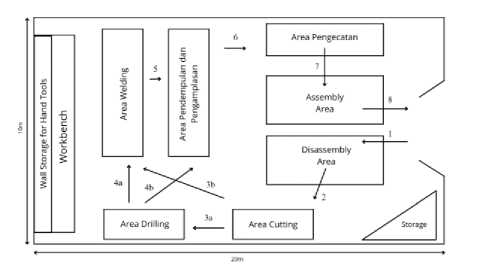 6
Area Pengecatan
5
7
Area Welding
Area Pendempulan dan
Pengamplasan
Assembly
Area
8
Wall Storage for Hand Tools
Workbench
10m
1
Disassembly
Area
4a
4b
3b
2
Area Drilling
3a
Area Cutting
Storage
20m